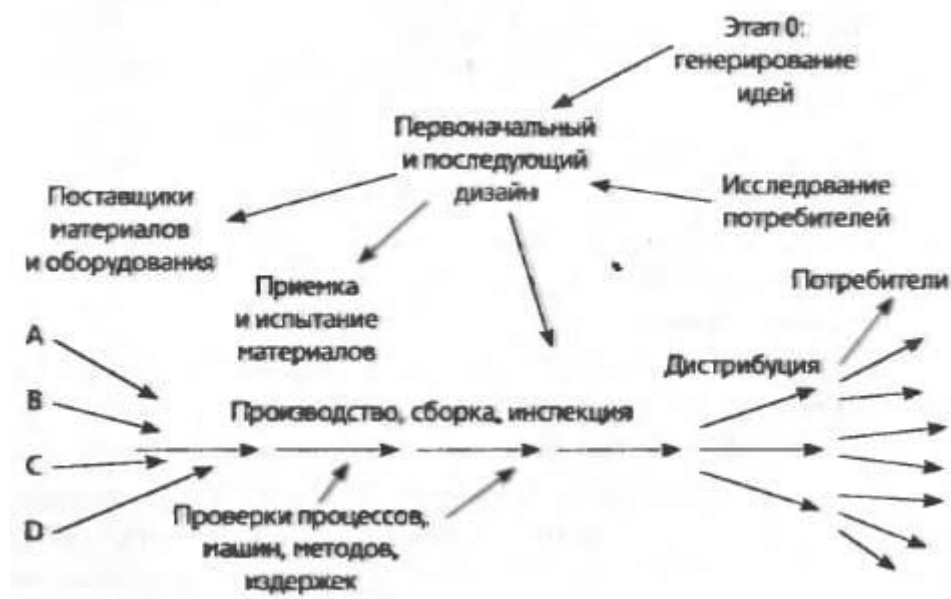 Этап 0:
генерирование
идей
Первоначальный
и последующий
дизайн
Исследование
потребителей
Поставщики
материалов
и оборудования
Приемка
и испытание
материалов
Потребители
A
B
C
D
Дистрибуция
Производство, сборка, инспекция
Проверки процессов,
машин, методов,
издержек